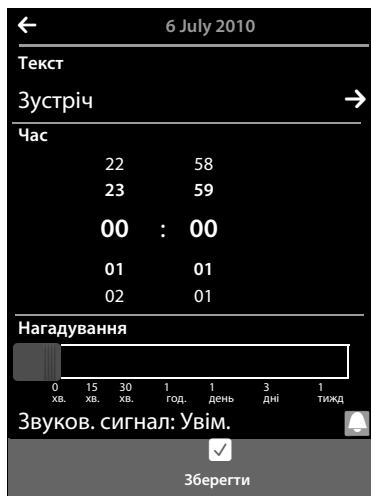 6 July 2010
Текст
Зустріч
Час
22 58
23 59
00 : 00
01 01
02 01
Нагадування
0 15 30 1 1 3 1
хв. хв. хв. год. день дні тижд
Звуков. сигнал: Увім.
Зберегти